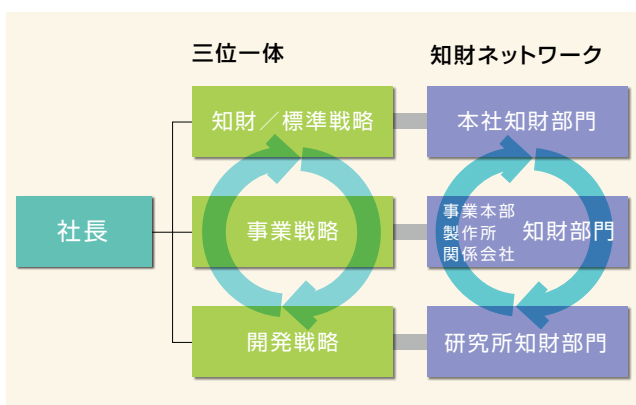 三位一体
知財ネットワーク
知財／標準戦略
本社知財部門
社長
事業戦略
事業本部
製作所
関係会社
知財部門
開発戦略
研究所知財部門